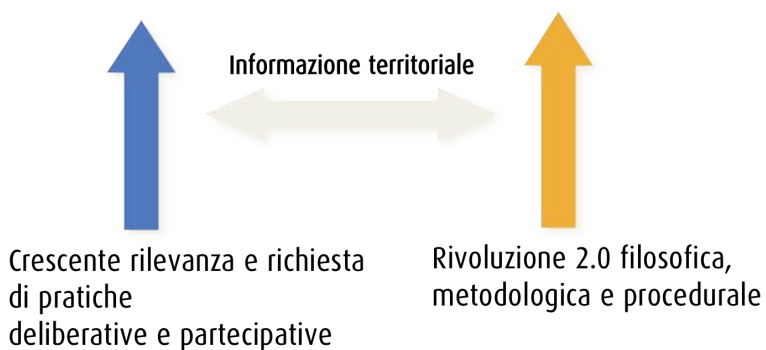 Informazione territoriale
Crescente rilevanza e richiesta
di pratiche
deliberative e partecipative
Rivoluzione 2.0 filosofica,
metodologica e procedurale